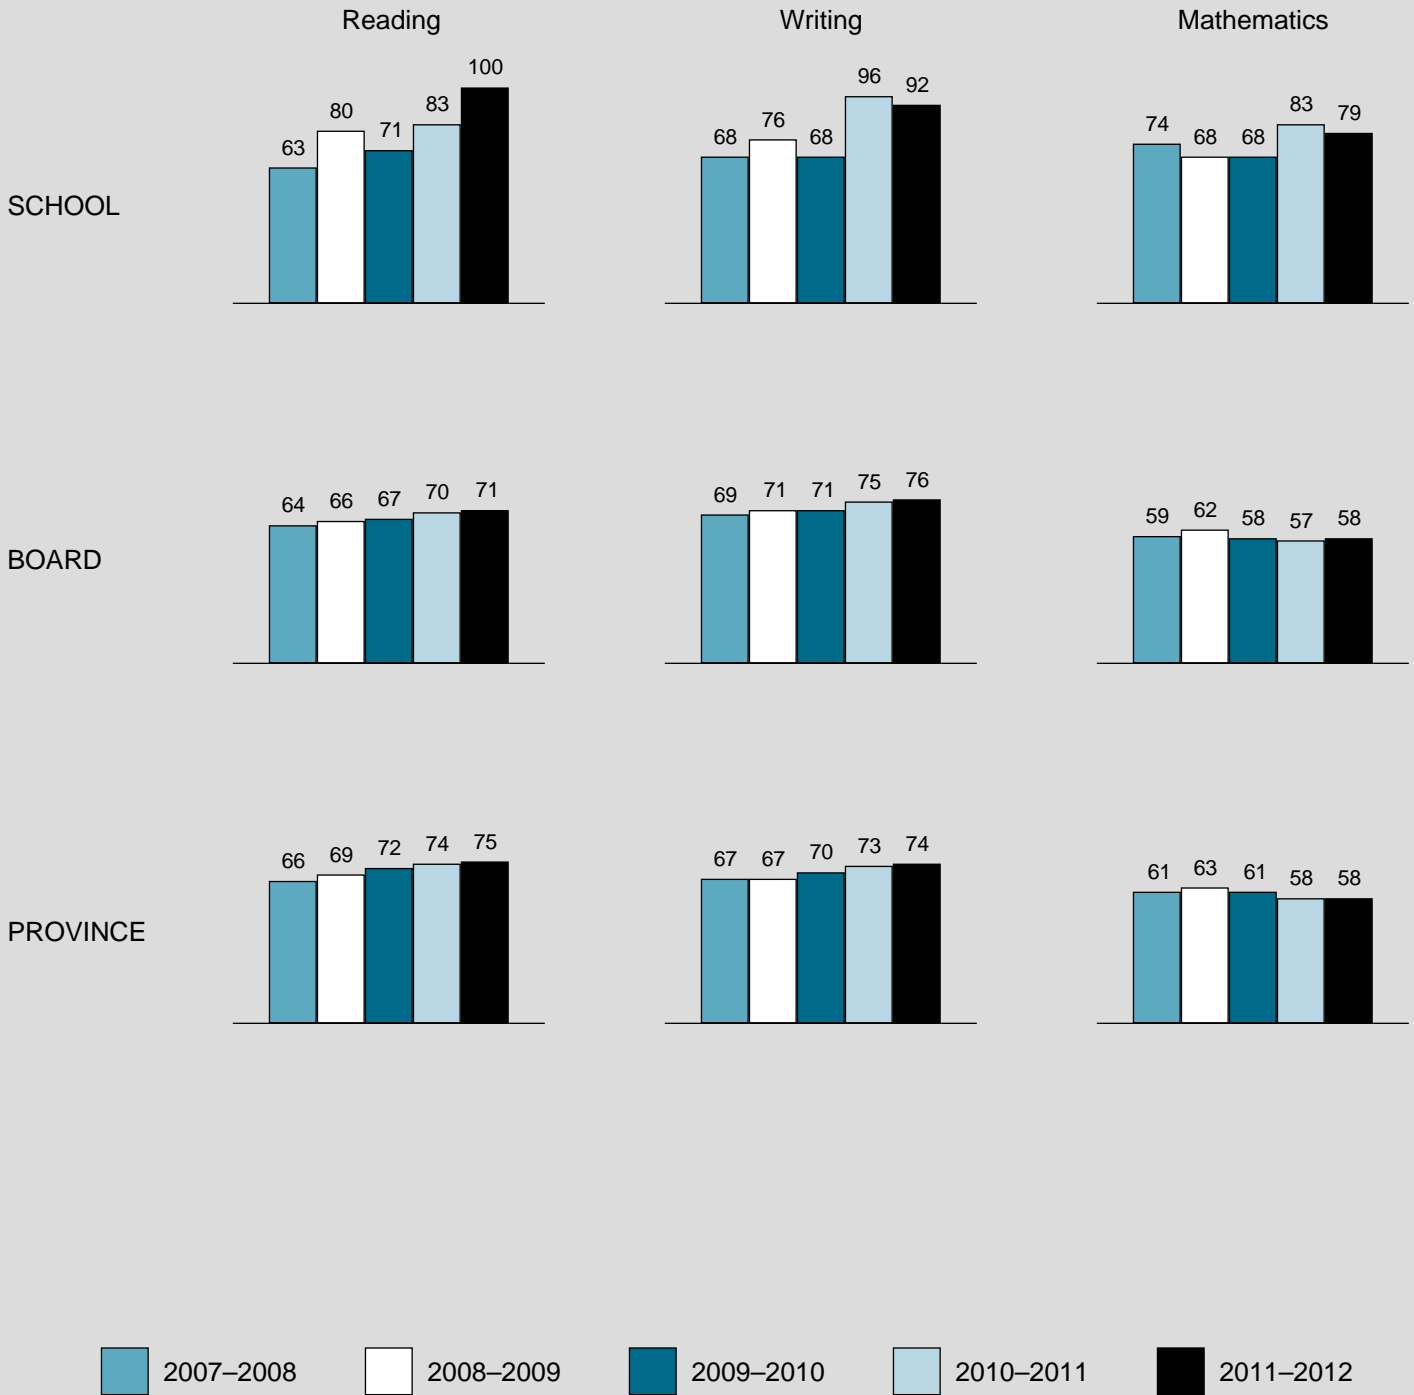 Reading Writing Mathematics
SCHOOL
63 80 71 83 100
68 76 68 96 92
74 68 68 83 79
BOARD
64 66 67 70 71
69 71 71 75 76
59 62 58 57 58
PROVINCE
66 69 72 74 75
67 67 70 73 74
61 63 61 58 58
2007–2008 2008–2009 2009–2010 2010–2011 2011–2012